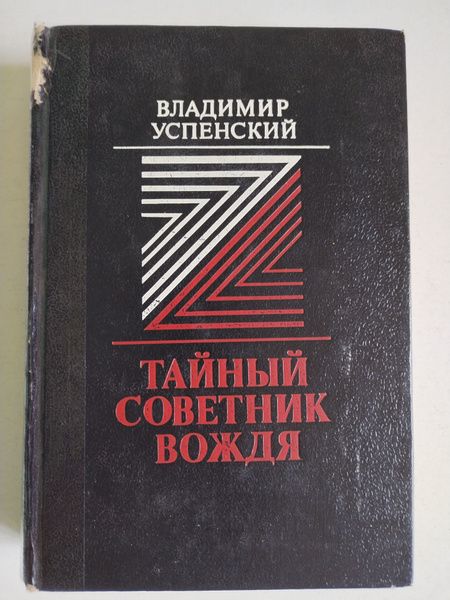 ВЛАДИМИР
УСПЕНСКИЙ
ТАЙНЫЙ
СОВЕТНИК
ВОЖДЯ